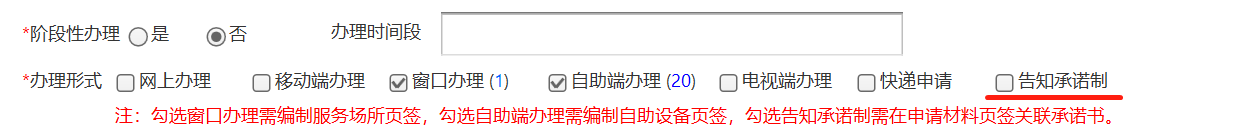 *阶段性办理 是 否 办理时间段
*办理形式 网上办理 移动端办理 窗口办理 (1) 自助端办理 (20) 电视端办理 快递申请 告知承诺制
注：勾选窗口办理需编制服务场所页签，勾选自助端办理需编制自助设备页签，勾选告知承诺制需在申请材料页签关联承诺书。